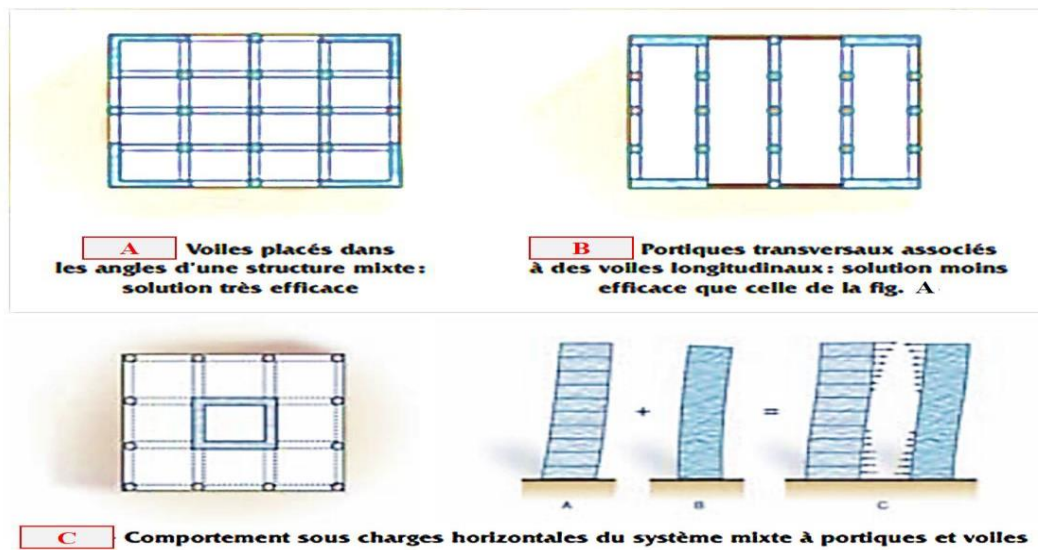 A Voiles placés dans
les angles d'une structure mixte:
solution très efficace
B Portiques transversaux associés
à des voiles longitudinaux: solution moins
efficace que celle de la fig. A
+
=
A
B
C
C Comportement sous charges horizontales du système mixte à portiques et voiles